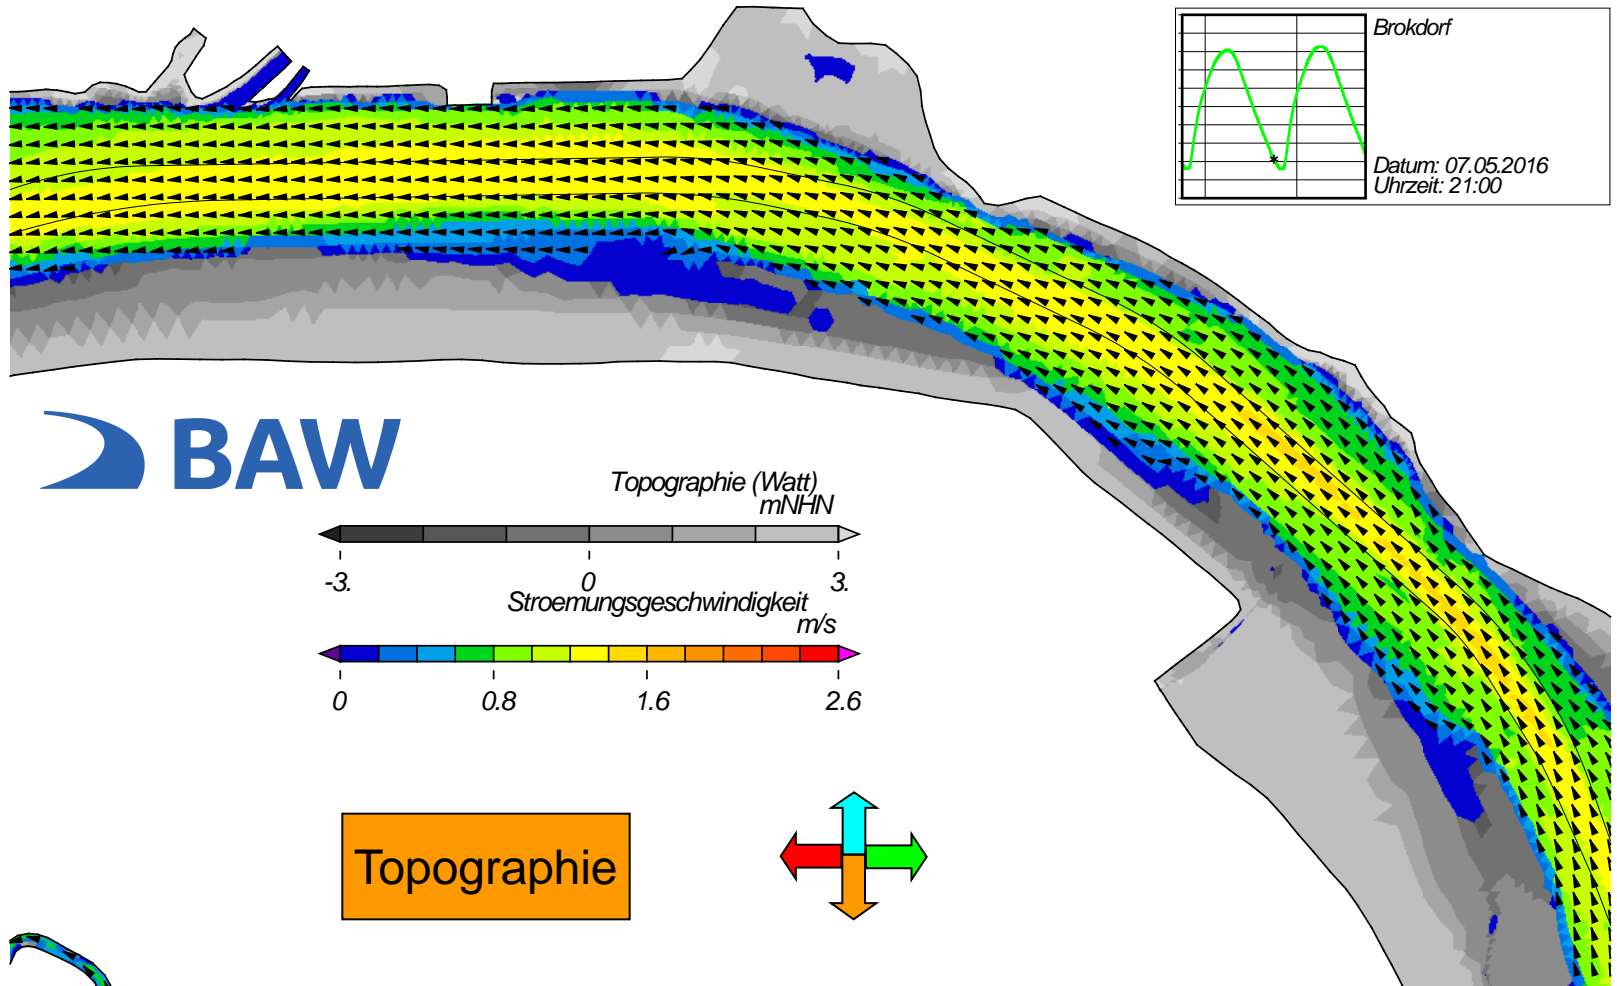 Brokdorf
Datum: 07.05.2016
Uhrzeit: 21:00
BAW
Topographie (Watt)
mNHN
-3. 0 3.
Stroemungsgeschwindigkeit
m/s
0 0.8 1.6 2.6
Topographie